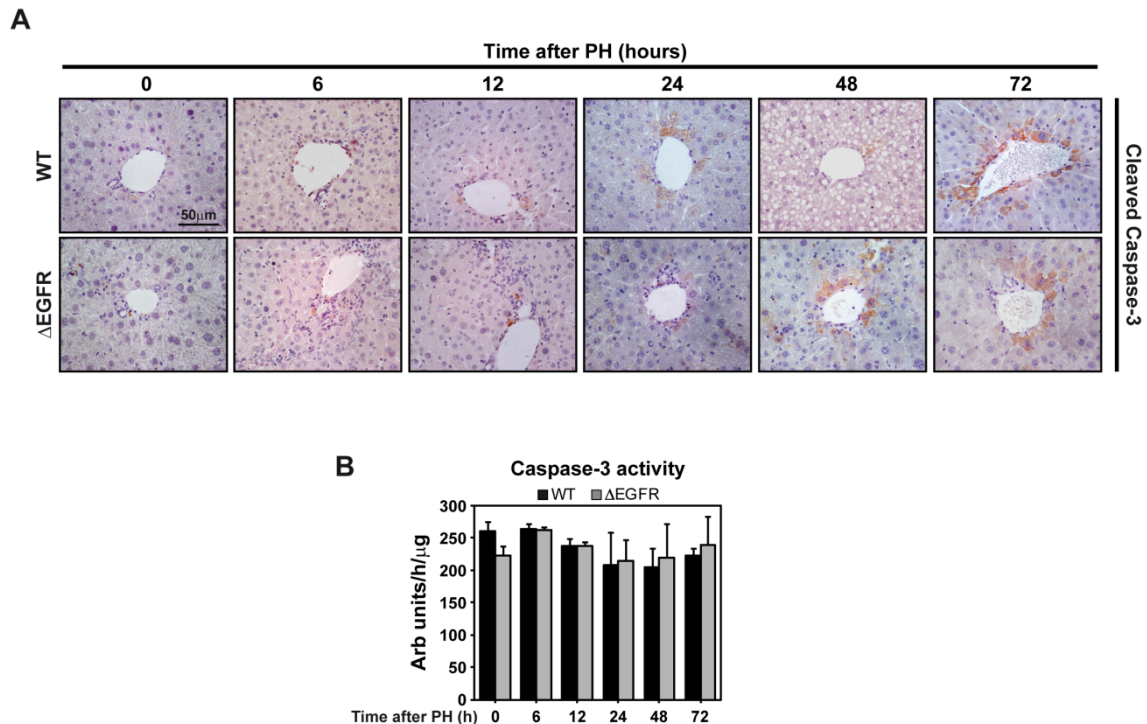 A
Time after PH (hours)
0 6 12 24 48 72
WT
50µm
ΔEGFR
Cleaved Caspase-3
B
Caspase-3 activity
WT ΔEGFR
Arb units/h/µg
300
250
200
150
100
50
0
Time after PH (h) 0 6 12 24 48 72